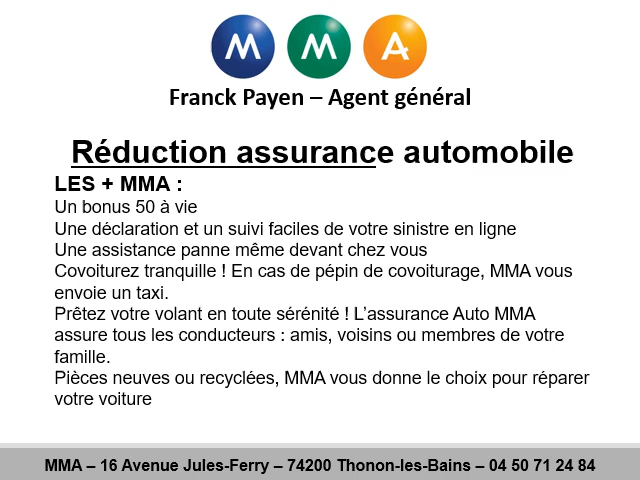 MMA
Franck Payen – Agent général
Réduction assurance automobile
LES + MMA :
Un bonus 50 à vie
Une déclaration et un suivi faciles de votre sinistre en ligne
Une assistance panne même devant chez vous
Covoiturez tranquille ! En cas de pépin de covoiturage, MMA vous
envoie un taxi.
Prêtez votre volant en toute sérénité ! L’assurance Auto MMA
assure tous les conducteurs : amis, voisins ou membres de votre
famille.
Pièces neuves ou recyclées, MMA vous donne le choix pour réparer
votre voiture
MMA – 16 Avenue Jules-Ferry – 74200 Thonon-les-Bains – 04 50 71 24 84